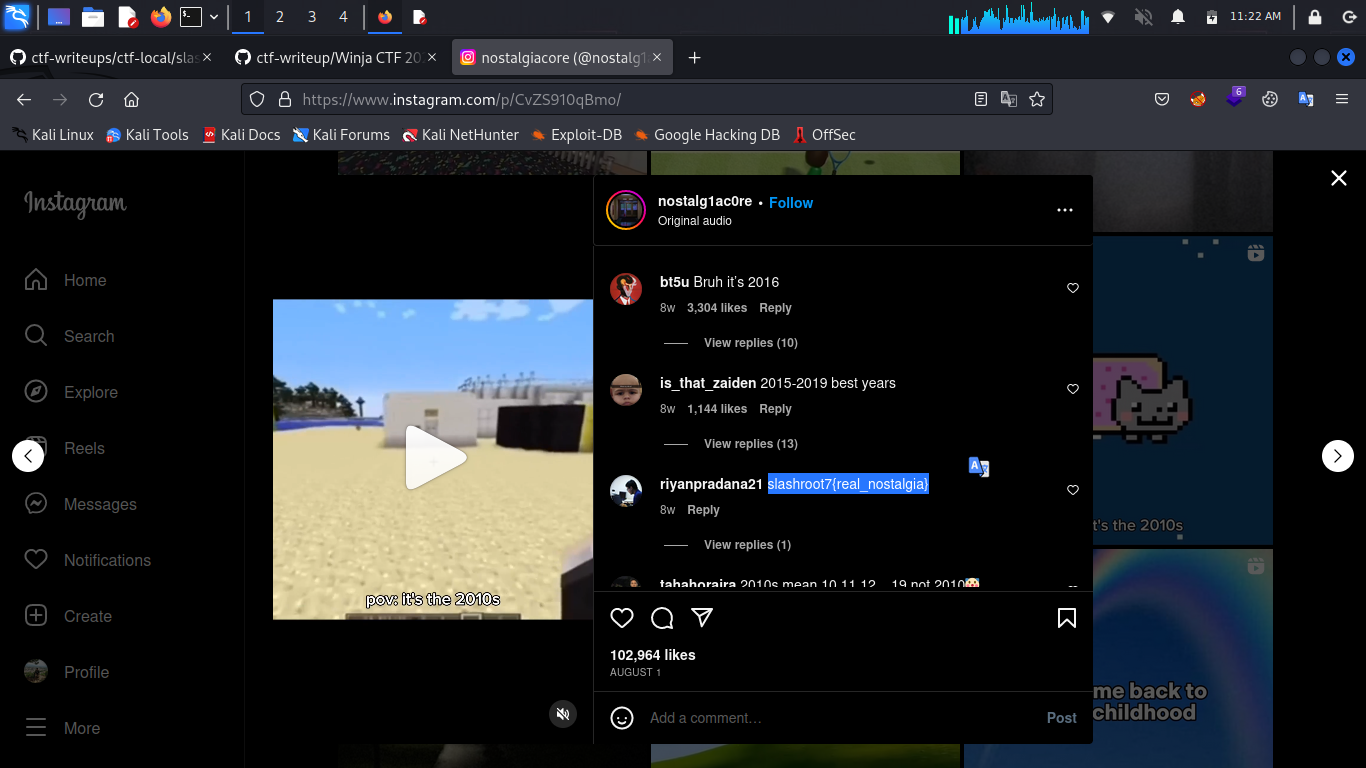 1 2 3 4 11:22 AM
ctf-writeups/ctf-local/slas
ctf-writeup/Winja CTF 20
nostalgiacore (@nostalg1
6
https://www.instagram.com/p/CvZS910qBmo/
Kali Linux Kali Tools Kali Docs Kali Forums Kali NetHunter Exploit-DB Google Hacking DB OffSec
Instagram
Home
Search
Explore
Reels
Messages
Notifications
Create
Profile
More
pov: it's the 2010s
nostalg1ac0re • Follow
Original audio
bt5u Bruh it's 2016
8w 3,304 likes Reply
View replies (10)
is_that_zaiden 2015-2019 best years
8w 1,144 likes Reply
View replies (13)
riyanpradana21 slashroot7{real_nostalgia}
8w Reply
View replies (1)
tahahoraira 2010s mean 10,11,12,,,,19 not 2010🤡
102,964 likes
AUGUST 1
Add a comment…
Post
t's the 2010s
me back to
childhood